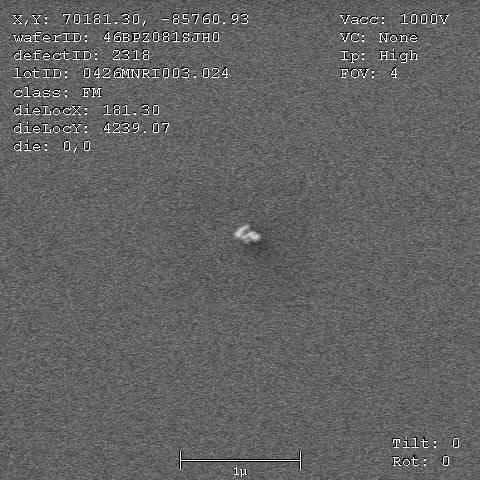 X,Y: 70181.30, -85760.93
waferID: 46BPZ081SJH0
defectID: 2318
lotID: 0426MNRI003.024
class: FM
dieLocX: 181.30
dieLocY: 4239.07
die: 0,0
Vacc: 1000V
VC: None
Ip: High
FOV: 4
Tilt: 0
Rot: 0
1μ